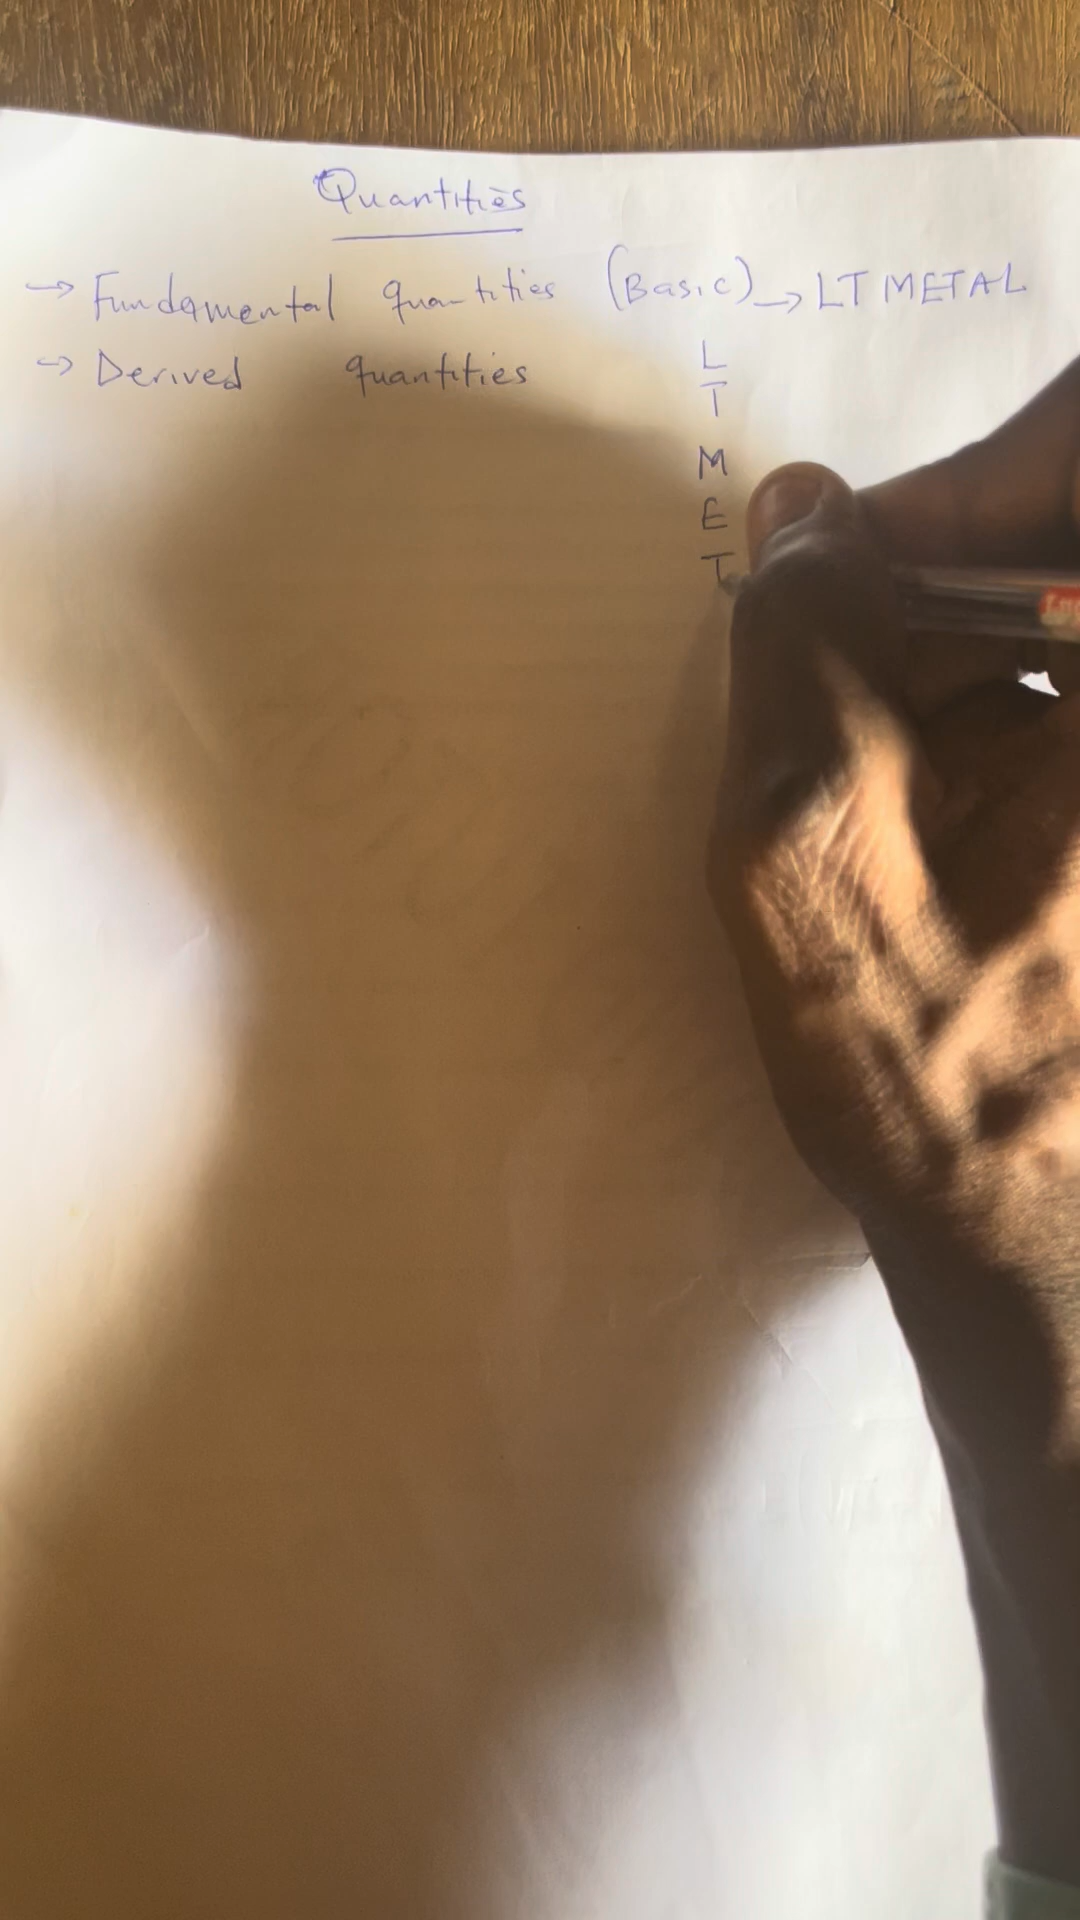 Quantities
→ Fundamental quantities (Basic) → LT METAL
→ Derived quantities
L
T
M
E
T